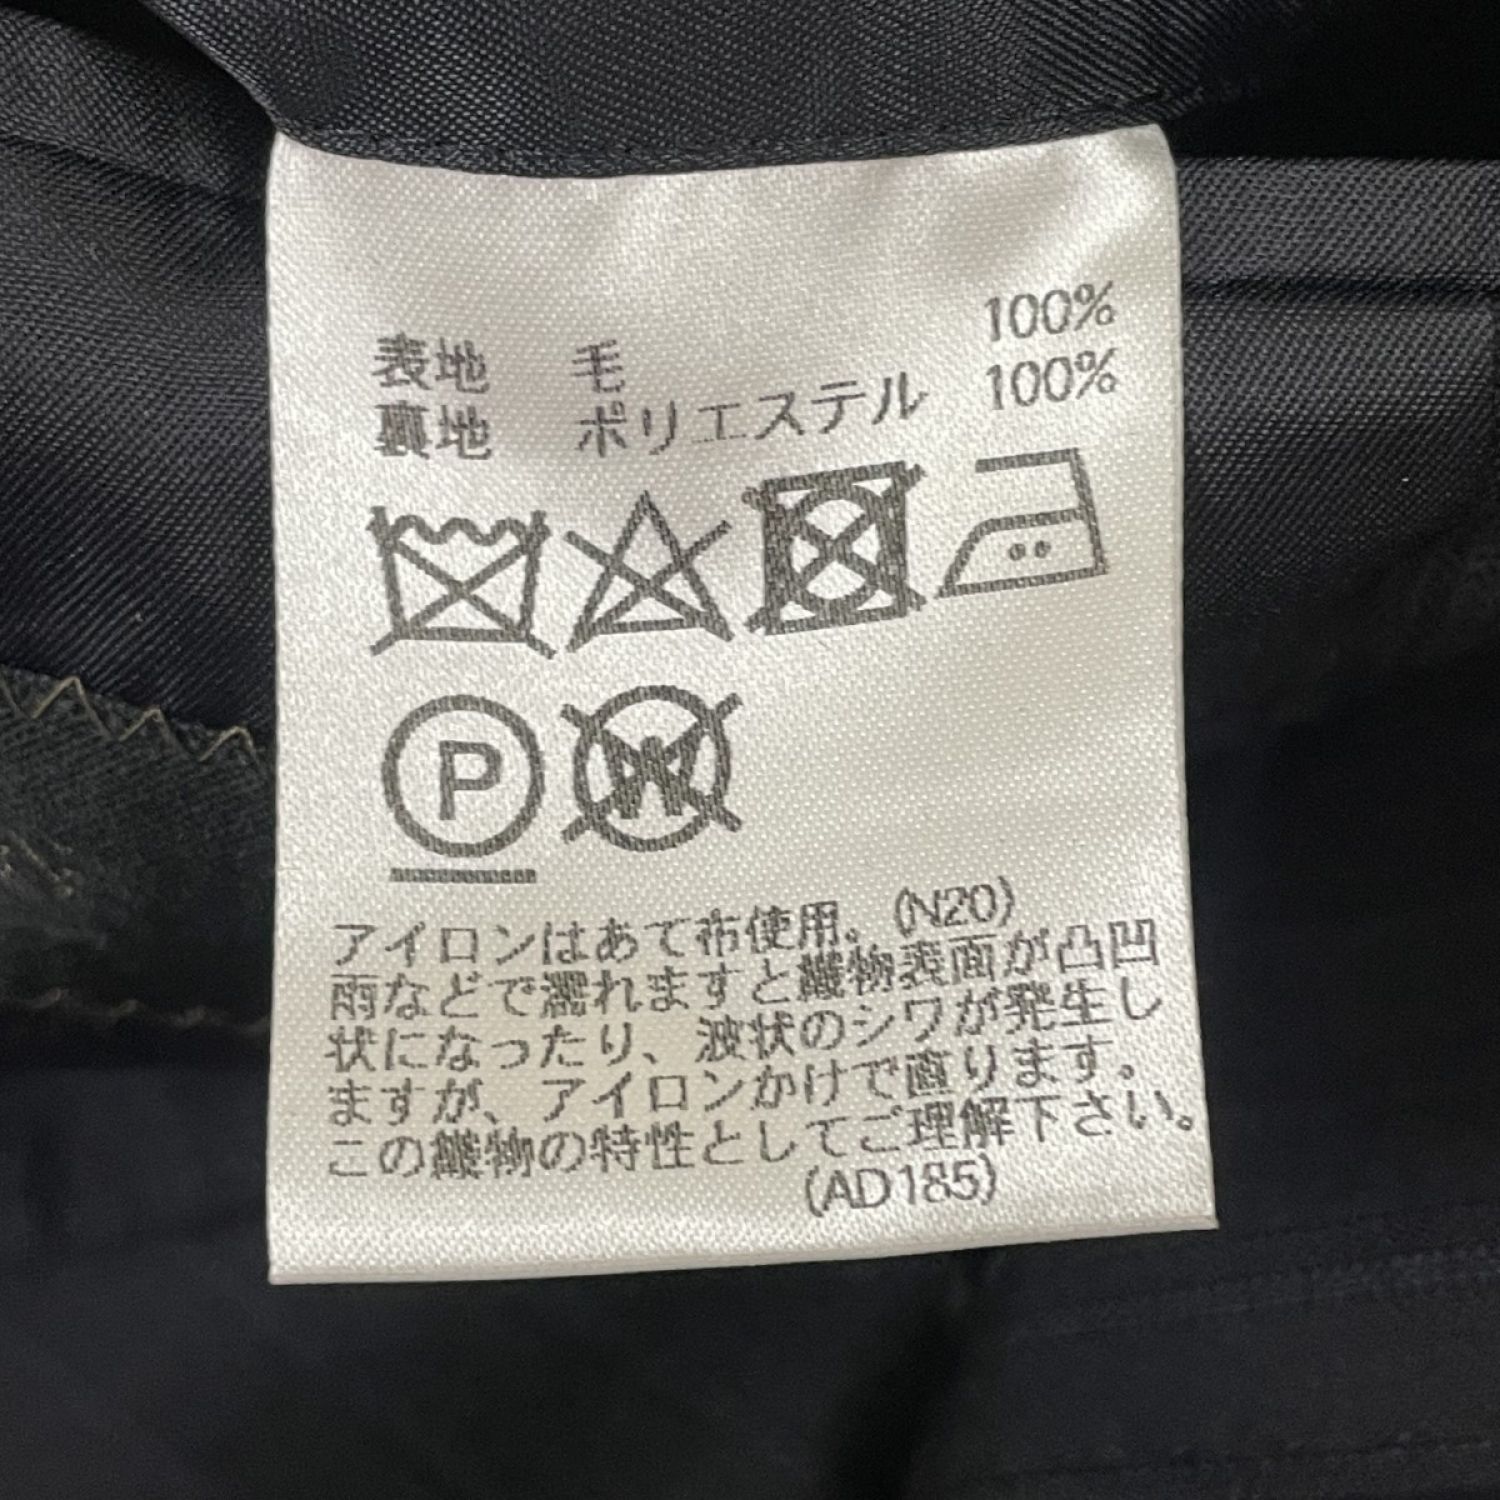 表地 毛 100%
裏地 ポリエステル 100%
P
W
アイロンはあて布使用。(N20)
雨などで濡れますと織物表面が凸凹
状になったり、波状のシワが発生し
ますが、アイロンかけで直ります。
この織物の特性としてご理解下さい。
(AD185)